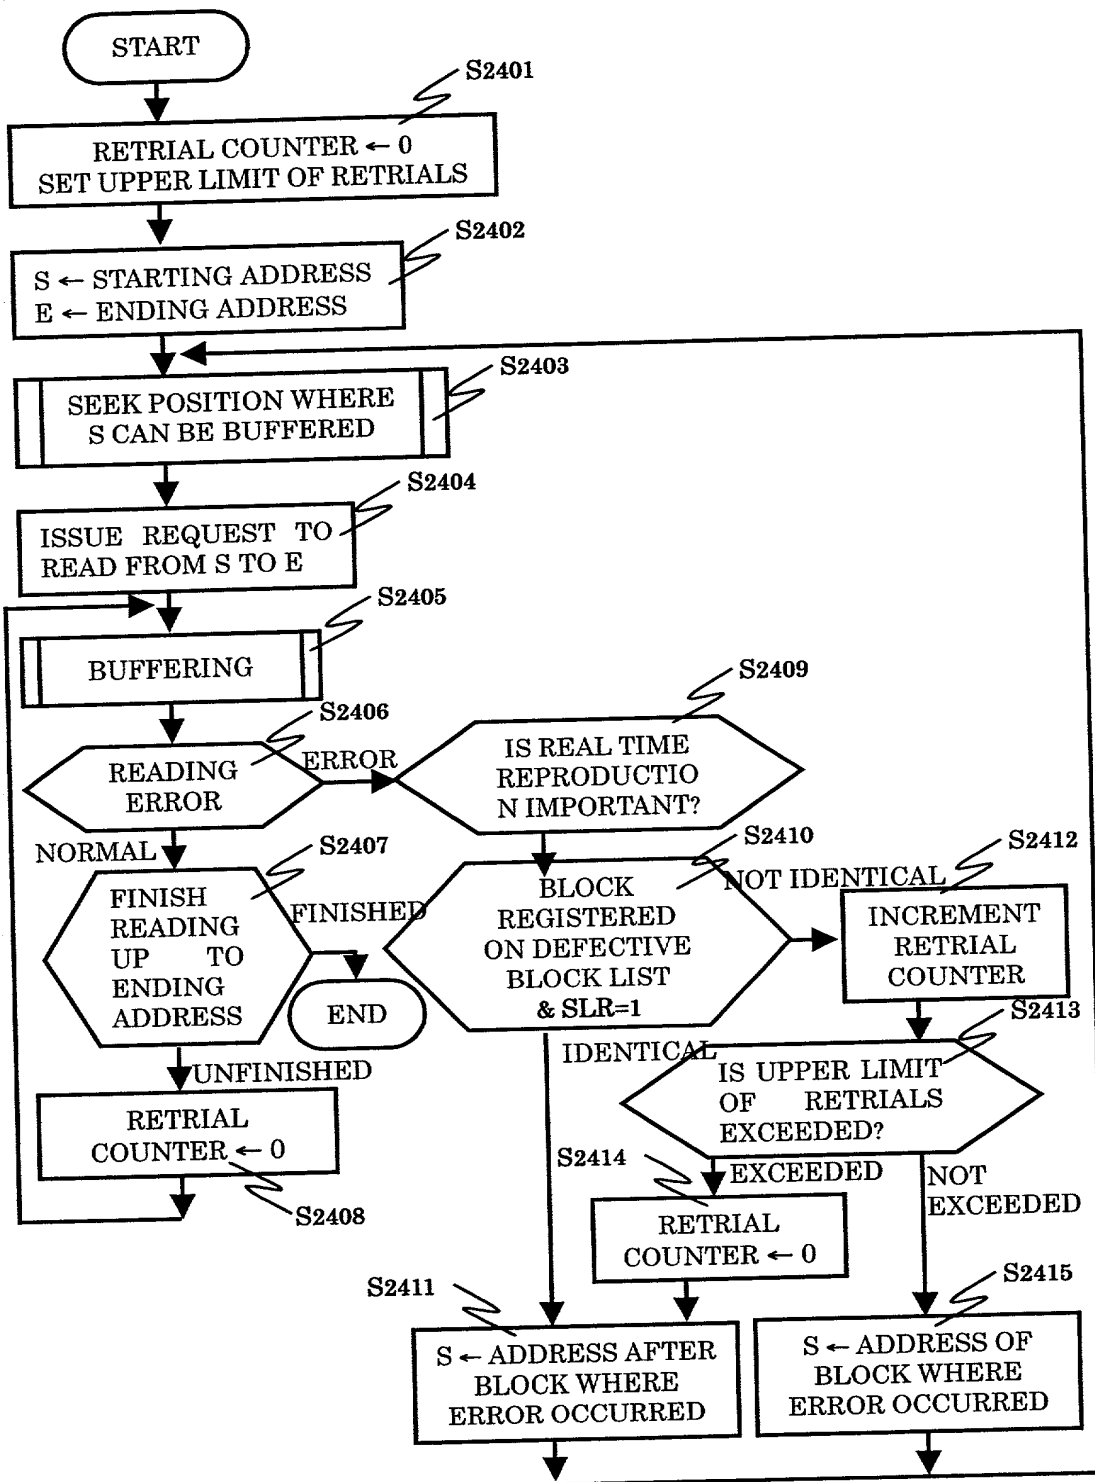 START
S2401
RETRIAL COUNTER ← 0
SET UPPER LIMIT OF RETRIALS
S2402
S ← STARTING ADDRESS
E ← ENDING ADDRESS
S2403
SEEK POSITION WHERE
S CAN BE BUFFERED
S2404
ISSUE REQUEST TO
READ FROM S TO E
S2405
BUFFERING
S2406
READING
ERROR
ERROR
NORMAL
S2409
IS REAL TIME
REPRODUCTIO
N IMPORTANT?
S2407
FINISH
READING
UP TO
ENDING
ADDRESS
FINISHED
END
UNFINISHED
RETRIAL
COUNTER ← 0
S2408
S2410
BLOCK
REGISTERED
ON DEFECTIVE
BLOCK LIST
& SLR=1
NOT IDENTICAL
IDENTICAL
S2412
INCREMENT
RETRIAL
COUNTER
S2413
IS UPPER LIMIT
OF RETRIALS
EXCEEDED?
EXCEEDED
NOT
EXCEEDED
S2414
RETRIAL
COUNTER ← 0
S2411
S ← ADDRESS AFTER
BLOCK WHERE
ERROR OCCURRED
S2415
S ← ADDRESS OF
BLOCK WHERE
ERROR OCCURRED